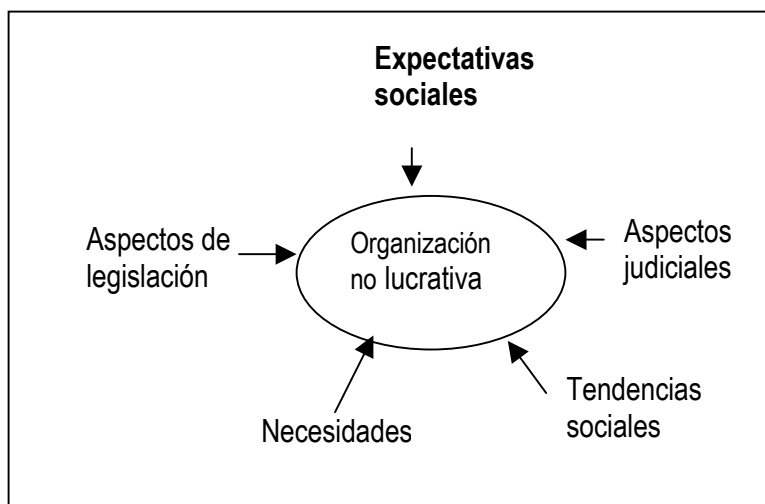 Expectativas
sociales
Aspectos de
legislación
Organización
no lucrativa
Aspectos
judiciales
Necesidades
Tendencias
sociales